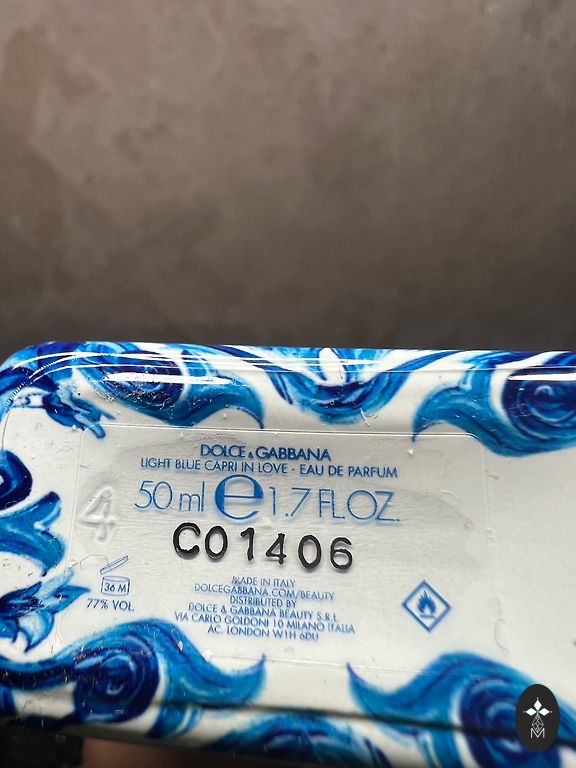 DOLCE & GABBANA
LIGHT BLUE CAPRI IN LOVE - EAU DE PARFUM
50 ml e 1.7 FL.OZ.
4
C01406
36 M
77% VOL
MADE IN ITALY
DOLCEGABBANA.COM/BEAUTY
DISTRIBUTED BY
DOLCE & GABBANA BEAUTY S.R.L.
VIA CARLO GOLDONI 10 MILANO ITALIA
AC. LONDON W1H 6DU